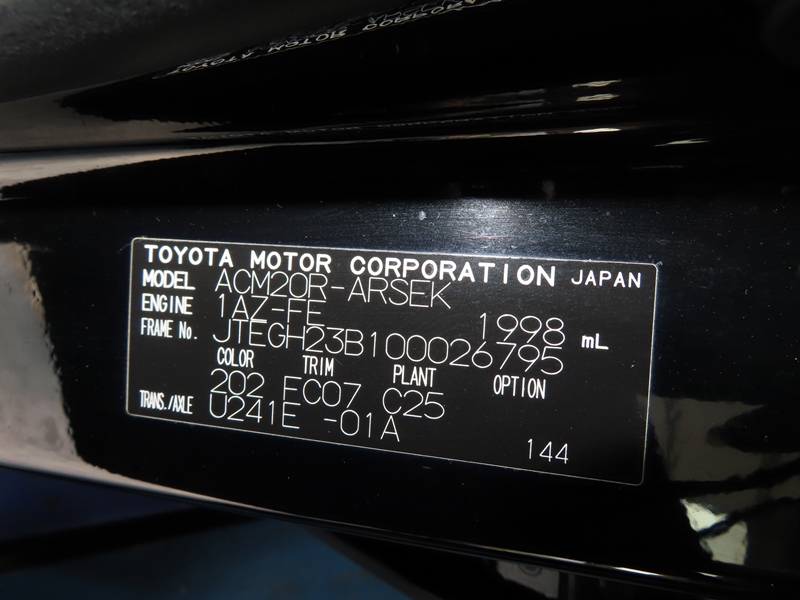 TOYOTA MOTOR CORPORATION JAPAN
MODEL ACM20R-ARSEK
ENGINE 1AZ-FE 1998 mL
FRAME No. JTEGH23B100026795
COLOR TRIM PLANT OPTION
202 FC07 C25
TRANS./AXLE U241E -01A
144